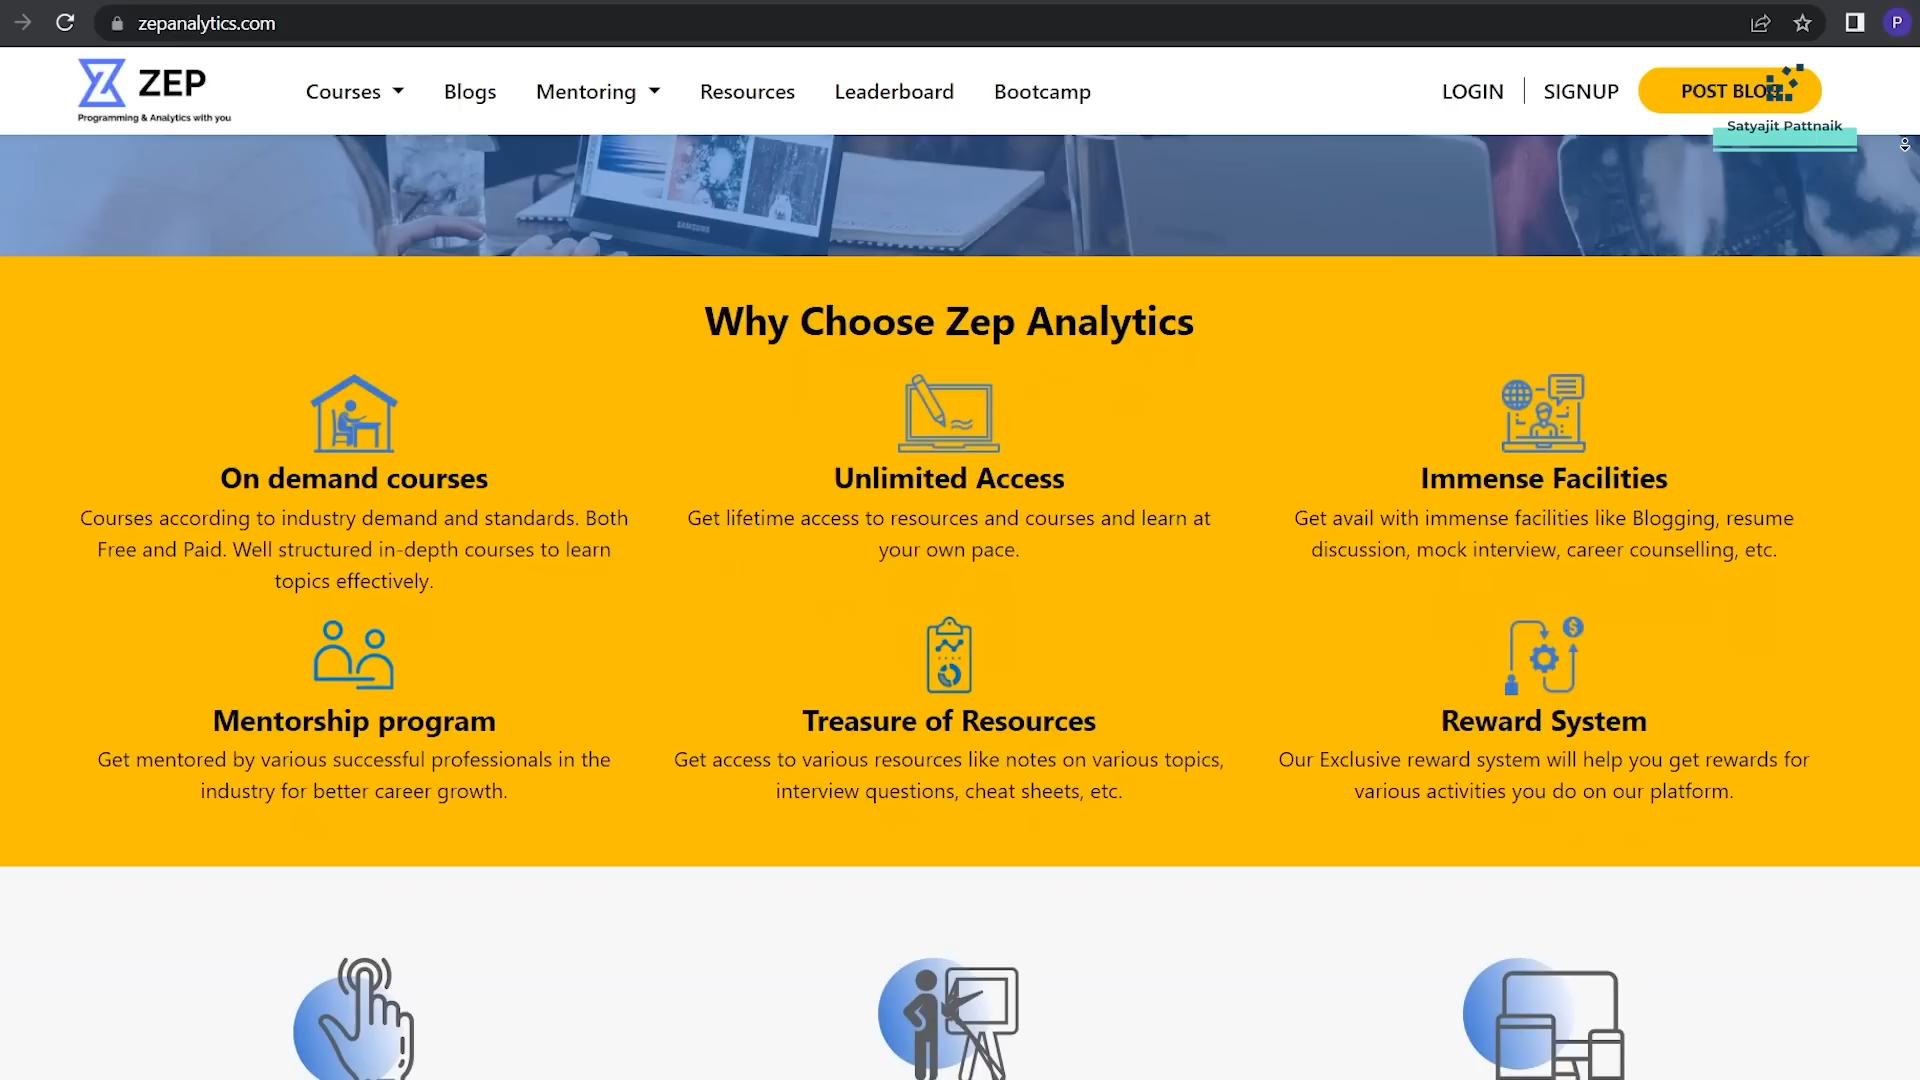 zepanalytics.com
P
ZEP
Programming & Analytics with you
Courses
Blogs
Mentoring
Resources
Leaderboard
Bootcamp
LOGIN
SIGNUP
POST BLOG
Satyajit Pattnaik
SAMSUNG
Why Choose Zep Analytics
On demand courses
Courses according to industry demand and standards. Both
Free and Paid. Well structured in-depth courses to learn
topics effectively.
Unlimited Access
Get lifetime access to resources and courses and learn at
your own pace.
Immense Facilities
Get avail with immense facilities like Blogging, resume
discussion, mock interview, career counselling, etc.
Mentorship program
Get mentored by various successful professionals in the
industry for better career growth.
Treasure of Resources
Get access to various resources like notes on various topics,
interview questions, cheat sheets, etc.
Reward System
Our Exclusive reward system will help you get rewards for
various activities you do on our platform.